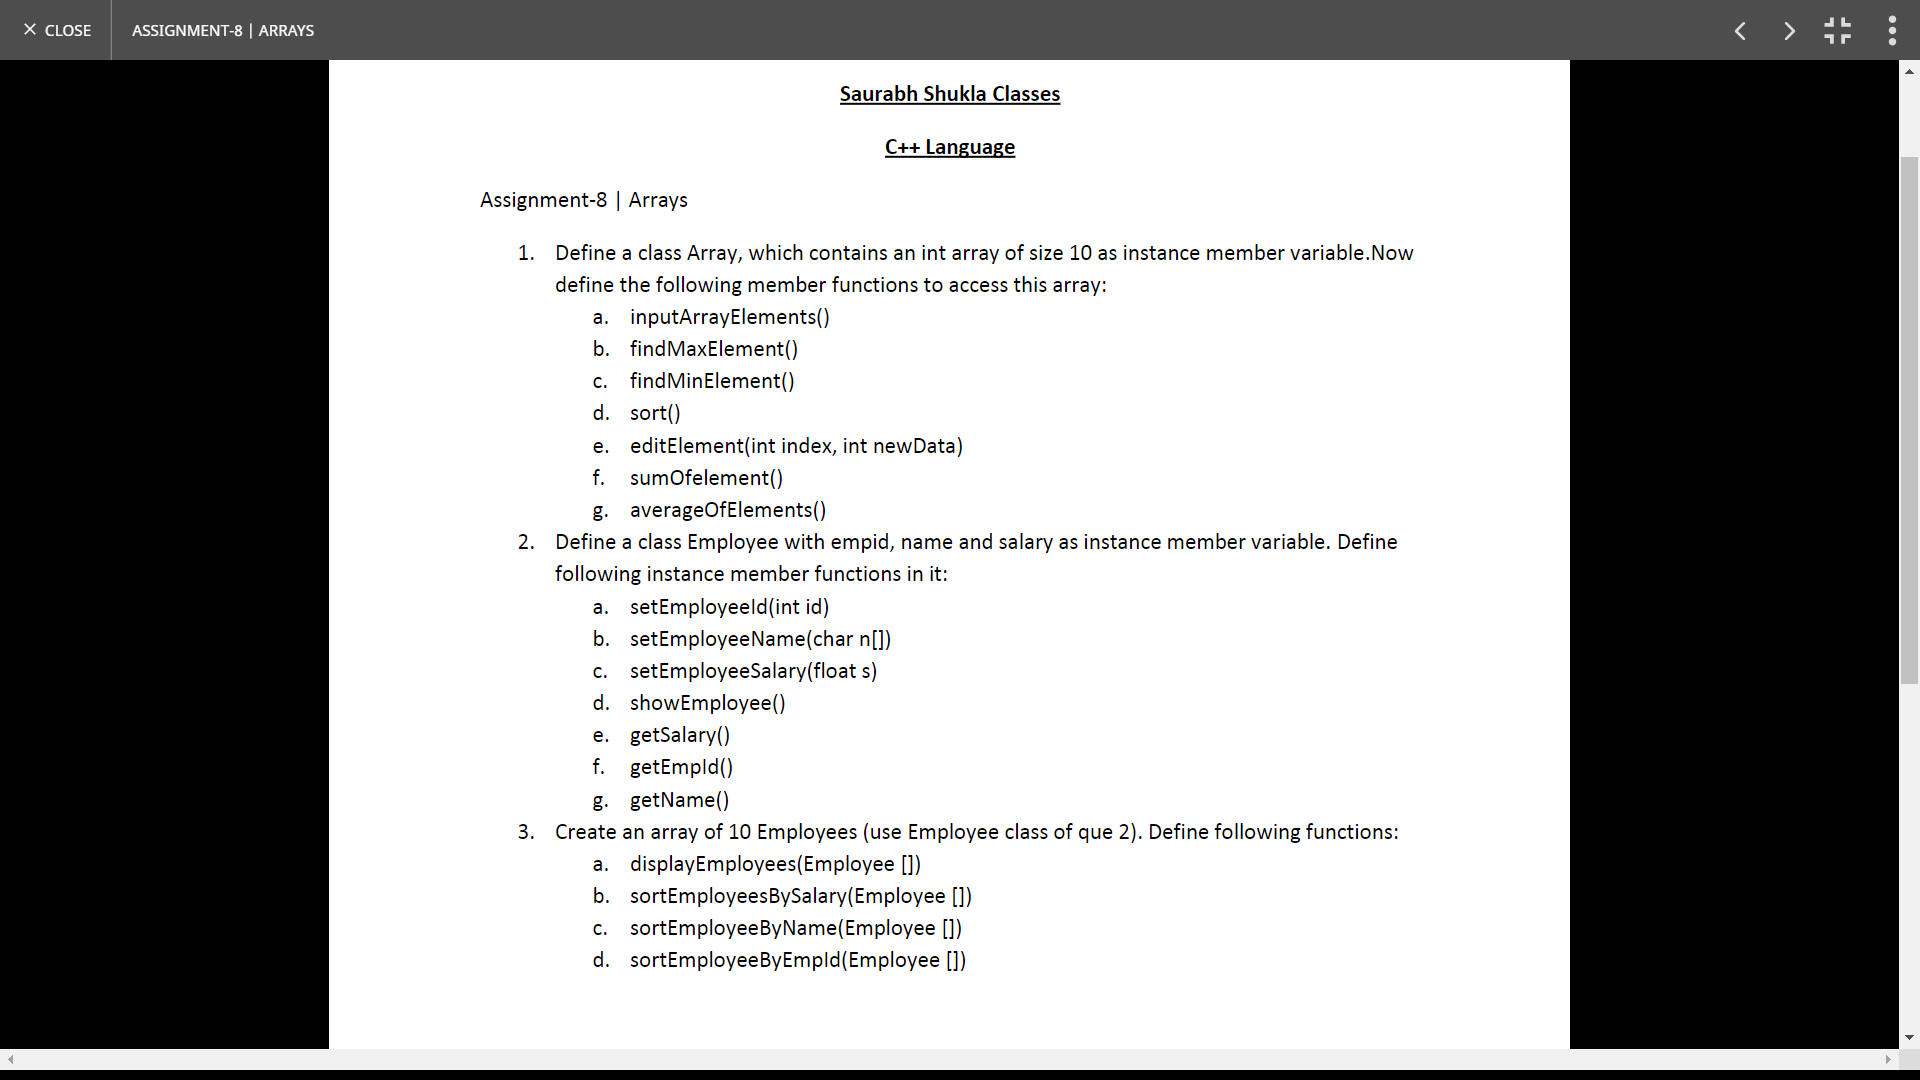 CLOSE
ASSIGNMENT-8 | ARRAYS
Saurabh Shukla Classes
C++ Language
Assignment-8 | Arrays
1. Define a class Array, which contains an int array of size 10 as instance member variable.Now
define the following member functions to access this array:
a. inputArrayElements()
b. findMaxElement()
c. findMinElement()
d. sort()
e. editElement(int index, int newData)
f. sumOfelement()
g. averageOfElements()
2. Define a class Employee with empid, name and salary as instance member variable. Define
following instance member functions in it:
a. setEmployeeId(int id)
b. setEmployeeName(char n[])
c. setEmployeeSalary(float s)
d. showEmployee()
e. getSalary()
f. getEmpId()
g. getName()
3. Create an array of 10 Employees (use Employee class of que 2). Define following functions:
a. displayEmployees(Employee [])
b. sortEmployeesBySalary(Employee [])
c. sortEmployeeByName(Employee [])
d. sortEmployeeByEmpId(Employee [])